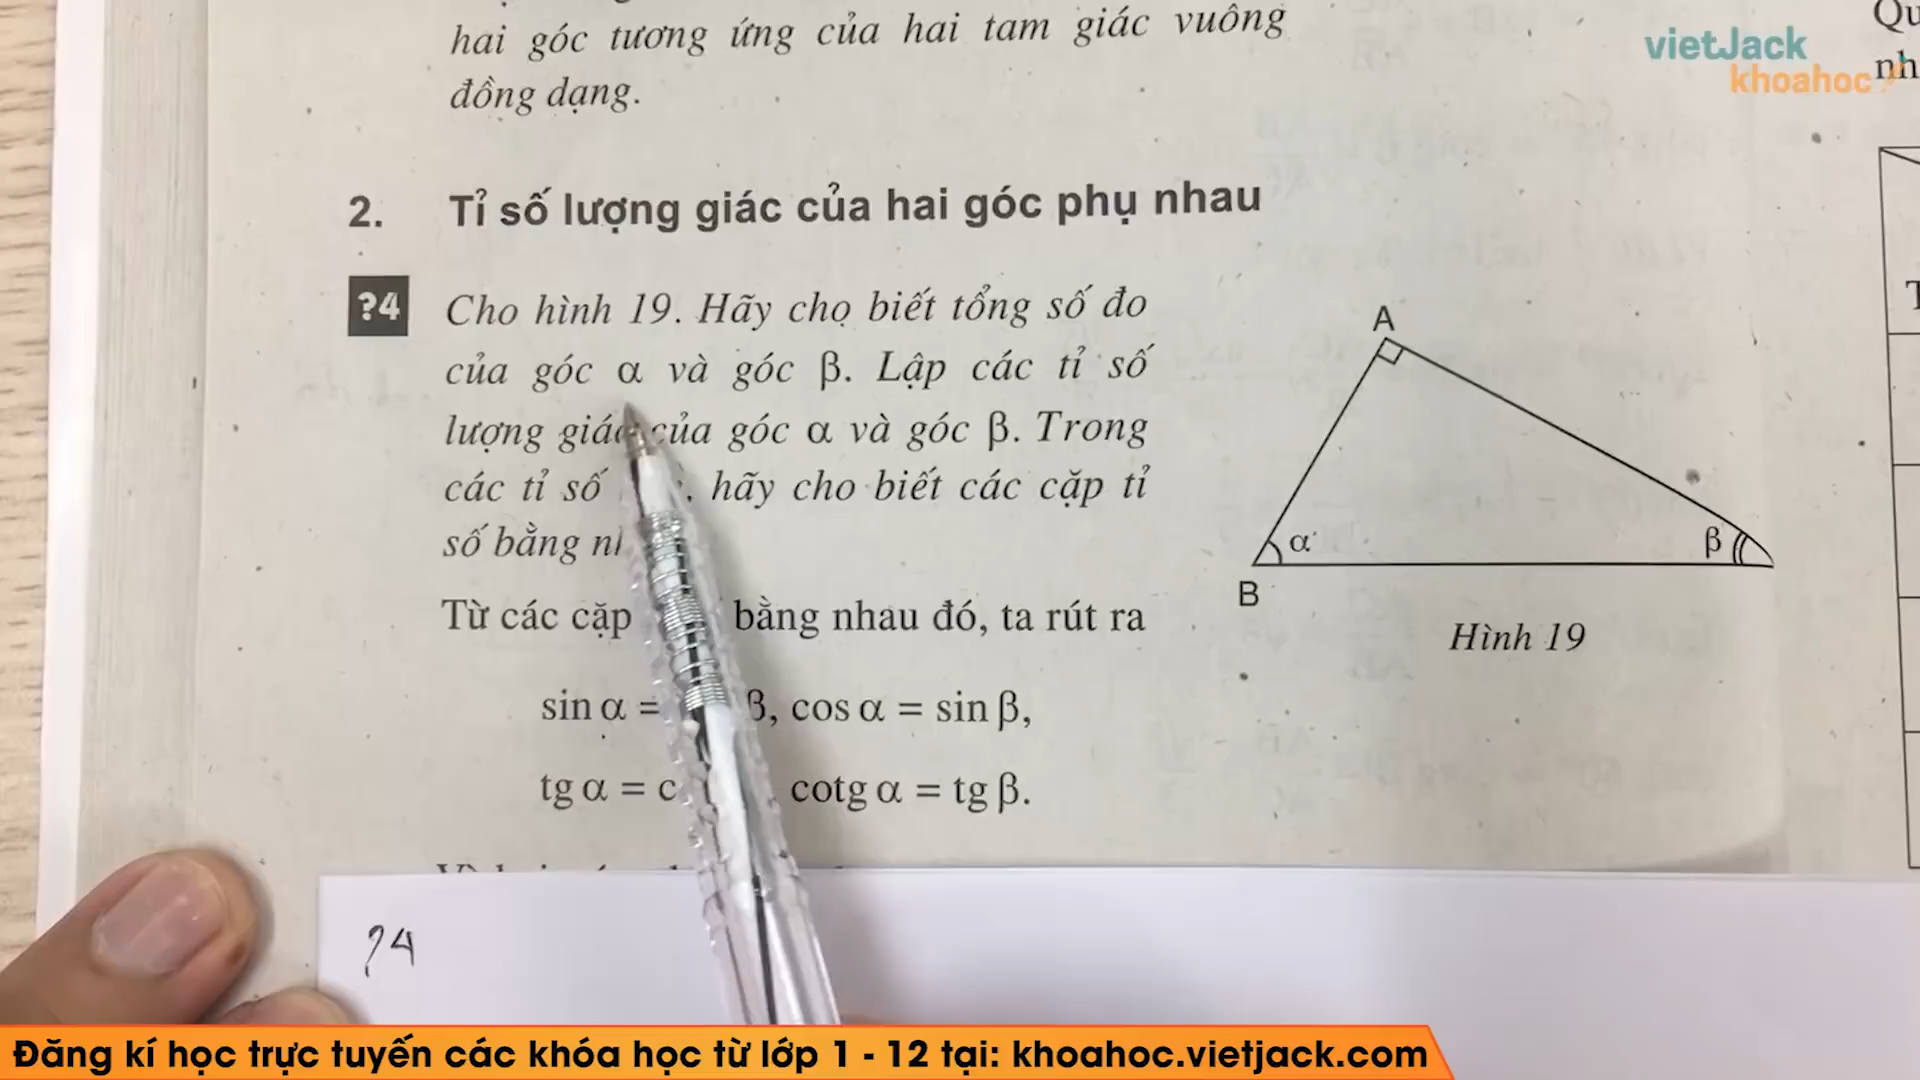 hai góc tương ứng của hai tam giác vuông
đồng dạng.
vietJack
khoahoc
Qu
nh
2. Tỉ số lượng giác của hai góc phụ nhau
?4 Cho hình 19. Hãy cho biết tổng số đo
của góc α và góc β. Lập các tỉ số
lượng giác của góc α và góc β. Trong
các tỉ số hãy cho biết các cặp tỉ
số bằng
Từ các cặp bằng nhau đó, ta rút ra
sin α = β, cos α = sin β,
tg α = c cotg α = tg β.
A
B
α
β
Hình 19
?4
Đăng kí học trực tuyến các khóa học từ lớp 1 - 12 tại: khoahoc.vietjack.com